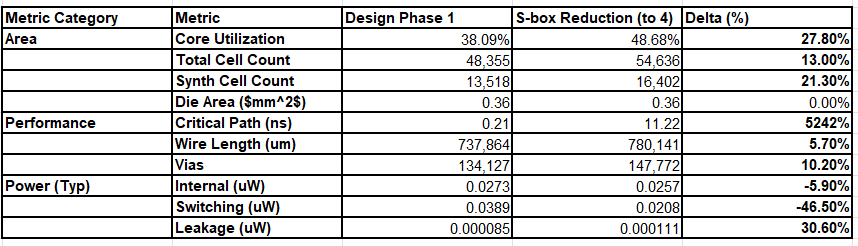 Metric Category Metric Design Phase 1 S-box Reduction (to 4) Delta (%)
Area Core Utilization 38.09% 48.68% 27.80%
Total Cell Count 48,355 54,636 13.00%
Synth Cell Count 13,518 16,402 21.30%
Die Area ($mm^2$) 0.36 0.36 0.00%
Performance Critical Path (ns) 0.21 11.22 5242%
Wire Length (um) 737,864 780,141 5.70%
Vias 134,127 147,772 10.20%
Power (Typ) Internal (uW) 0.0273 0.0257 -5.90%
Switching (uW) 0.0389 0.0208 -46.50%
Leakage (uW) 0.000085 0.000111 30.60%